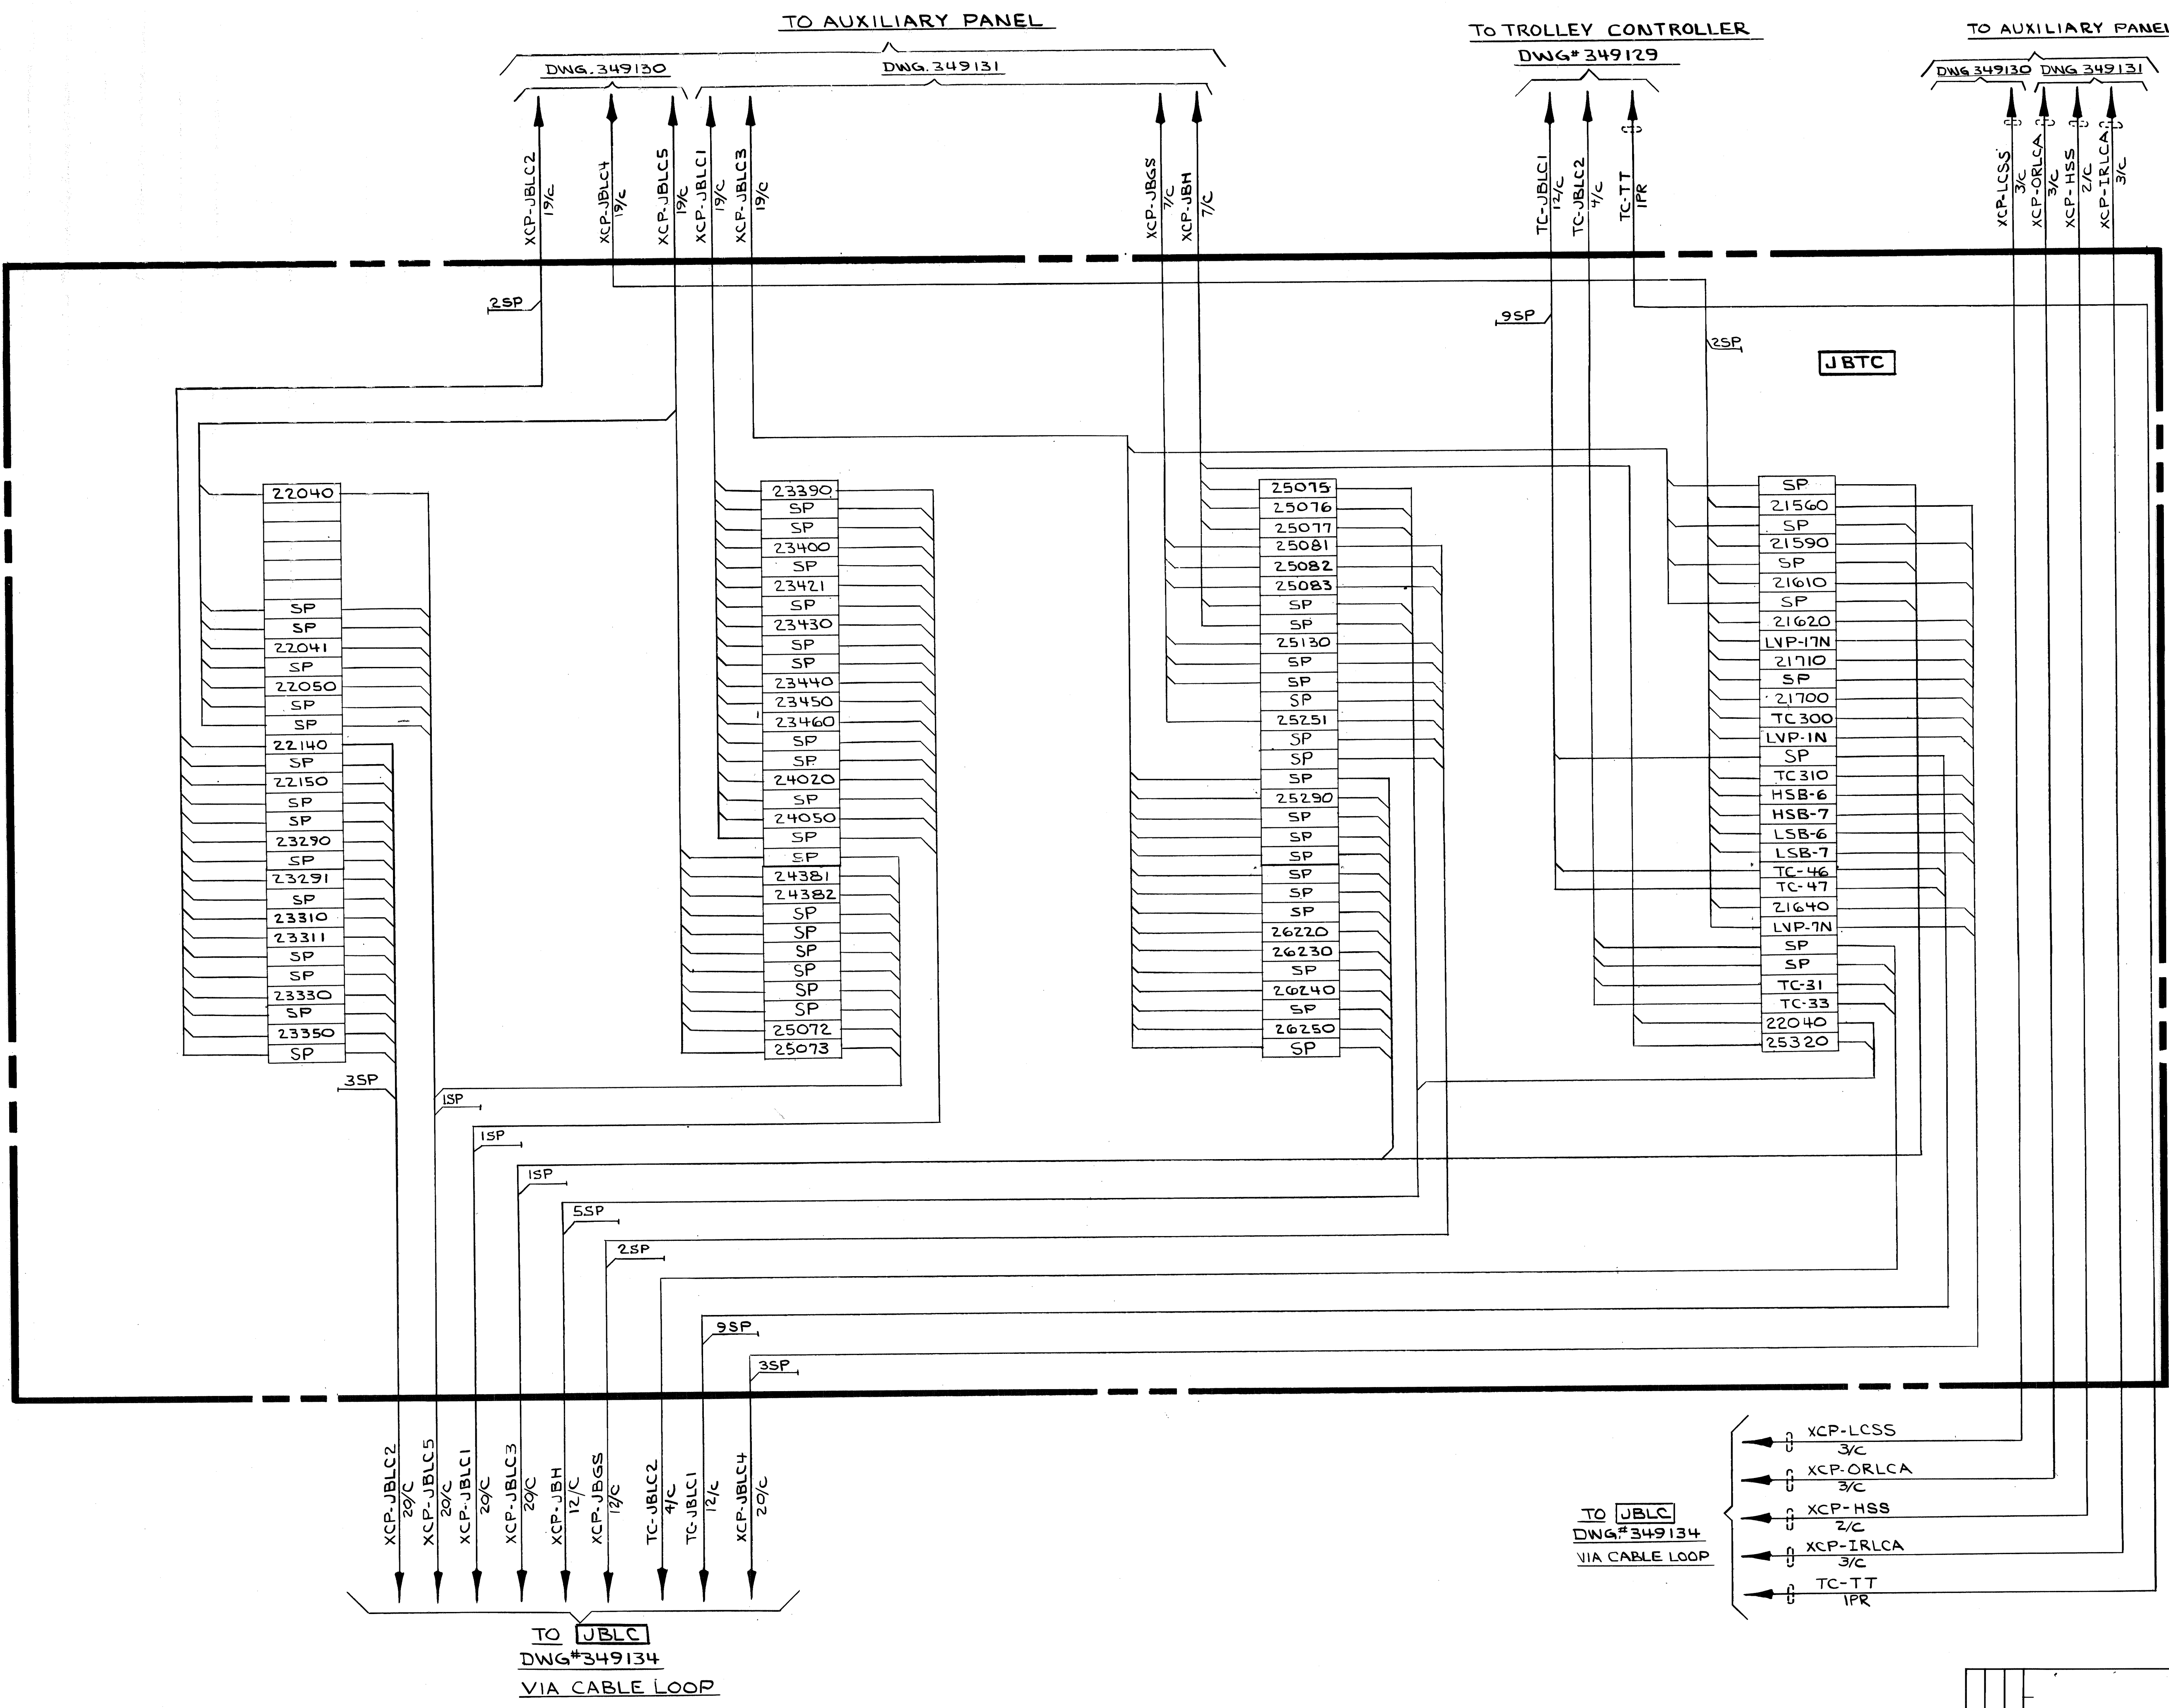 TO AUXILIARY PANEL
DWG. 349130
DWG. 349131
TO TROLLEY CONTROLLER
DWG# 349129
TO AUXILIARY PANEL
DWG 349130
DWG 349131
XCP-JBLC2
19/C
XCP-JBLC4
19/C
XCP-JBLC5
19/C
XCP-JBLC1
19/C
XCP-JBLC3
19/C
XCP-JBGS
7/C
XCP-JBH
7/C
TC-JBLC1
12/C
TC-JBLC2
4/C
TC-TT
1PR
XCP-LCSS
3/C
XCP-ORLCA
3/C
XCP-HSS
2/C
XCP-IRLCA
3/C
2SP
9SP
2SP
JBTC
22040
SP
SP
22041
SP
22050
SP
SP
22140
SP
22150
SP
SP
23290
SP
23291
SP
23310
23311
SP
SP
23330
SP
23350
SP
23390
SP
SP
23400
SP
23421
SP
23430
SP
SP
23440
23450
23460
SP
SP
24020
SP
24050
SP
SP
24381
24382
SP
SP
SP
SP
SP
SP
25072
25073
25075
25076
25077
25081
25082
25083
SP
SP
25130
SP
SP
SP
25251
SP
SP
SP
25290
SP
SP
SP
SP
SP
SP
26220
26230
SP
26240
SP
26250
SP
SP
21560
SP
21590
SP
21610
SP
21620
LVP-17N
21710
SP
21700
TC300
LVP-1N
SP
TC310
HSB-6
HSB-7
LSB-6
LSB-7
TC-46
TC-47
21640
LVP-7N
SP
SP
TC-31
TC-33
22040
25320
3SP
1SP
1SP
1SP
5SP
2SP
9SP
3SP
XCP-JBLC2
20/C
XCP-JBLC5
20/C
XCP-JBLC1
20/C
XCP-JBLC3
20/C
XCP-JBH
12/C
XCP-JBGS
12/C
TC-JBLC2
4/C
TC-JBLC1
12/C
XCP-JBLC4
20/C
TO JBLC
DWG#349134
VIA CABLE LOOP
XCP-LCSS
3/C
XCP-ORLCA
3/C
XCP-HSS
2/C
XCP-IRLCA
3/C
TC-TT
1PR
TO JBLC
DWG.#349134
VIA CABLE LOOP